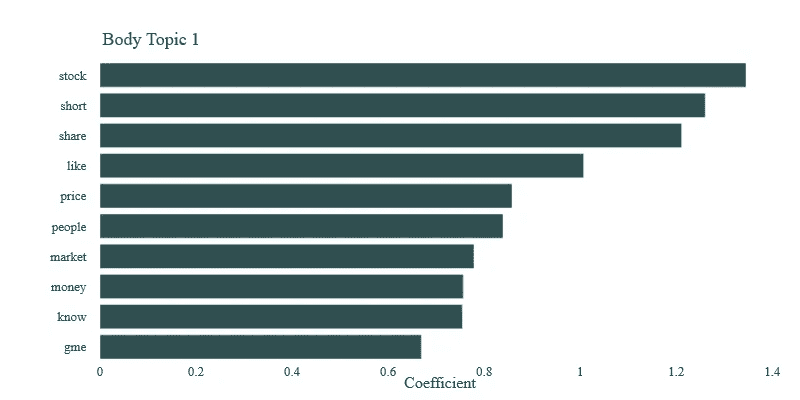 Body Topic 1
stock
short
share
like
price
people
market
money
know
gme
0 0.2 0.4 0.6 0.8 1 1.2 1.4
Coefficient